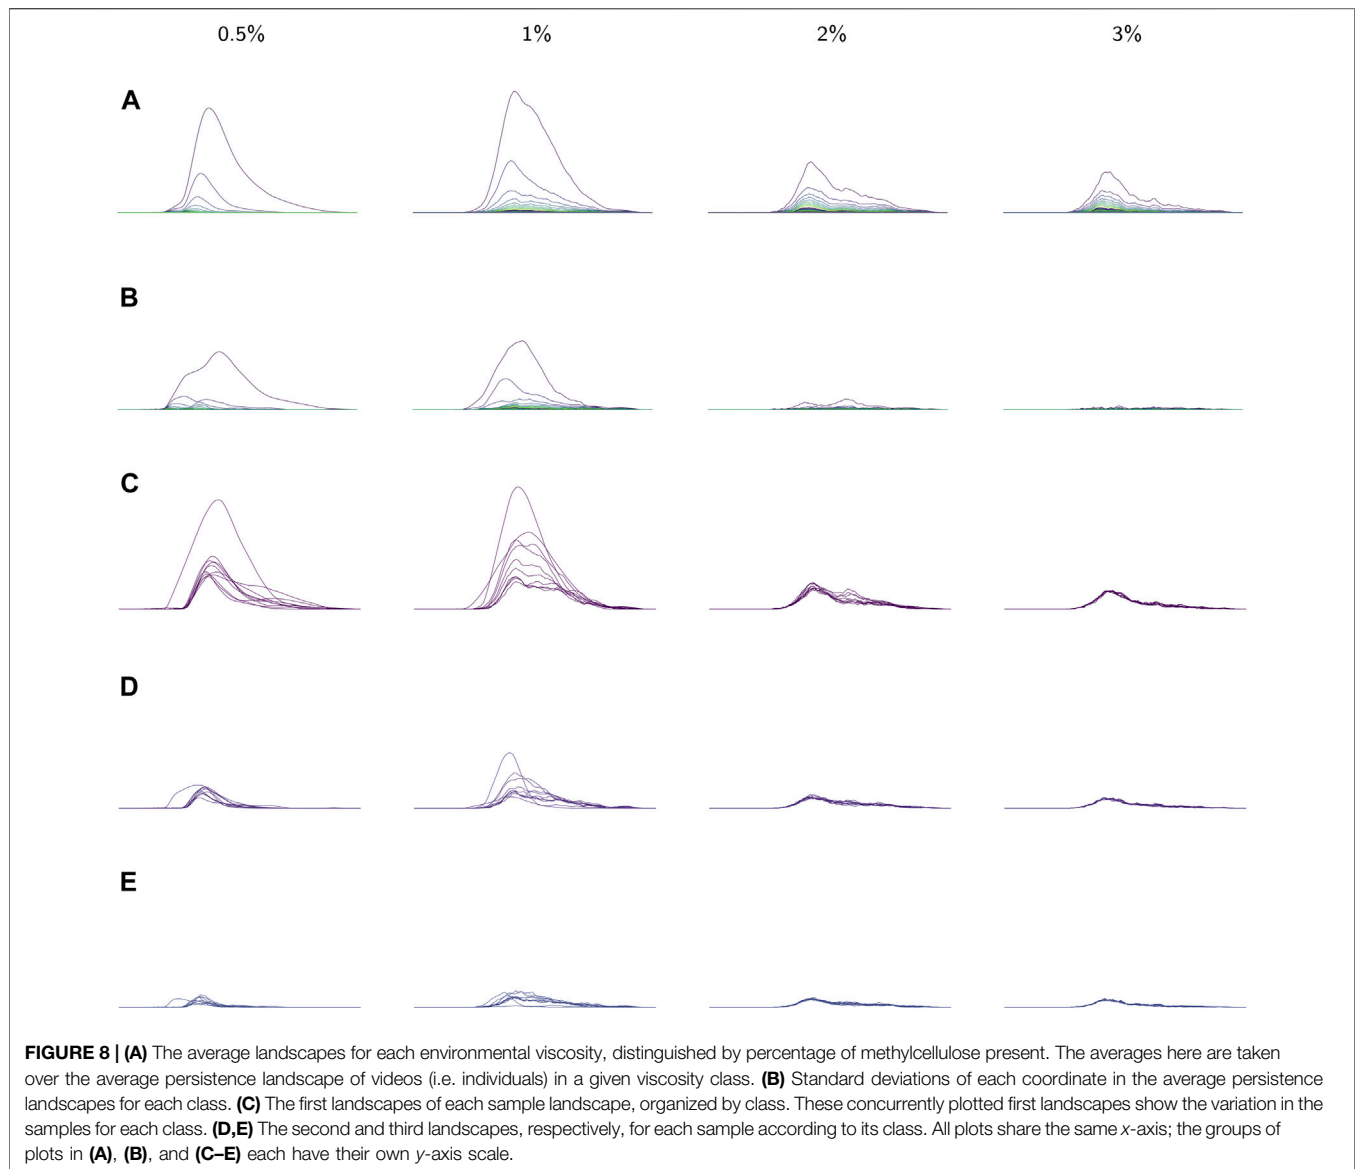 0.5% 1% 2% 3%
A
B
C
D
E
FIGURE 8 | (A) The average landscapes for each environmental viscosity, distinguished by percentage of methylcellulose present. The averages here are taken
over the average persistence landscape of videos (i.e. individuals) in a given viscosity class. (B) Standard deviations of each coordinate in the average persistence
landscapes for each class. (C) The first landscapes of each sample landscape, organized by class. These concurrently plotted first landscapes show the variation in the
samples for each class. (D,E) The second and third landscapes, respectively, for each sample according to its class. All plots share the same x-axis; the groups of
plots in (A), (B), and (C–E) each have their own y-axis scale.